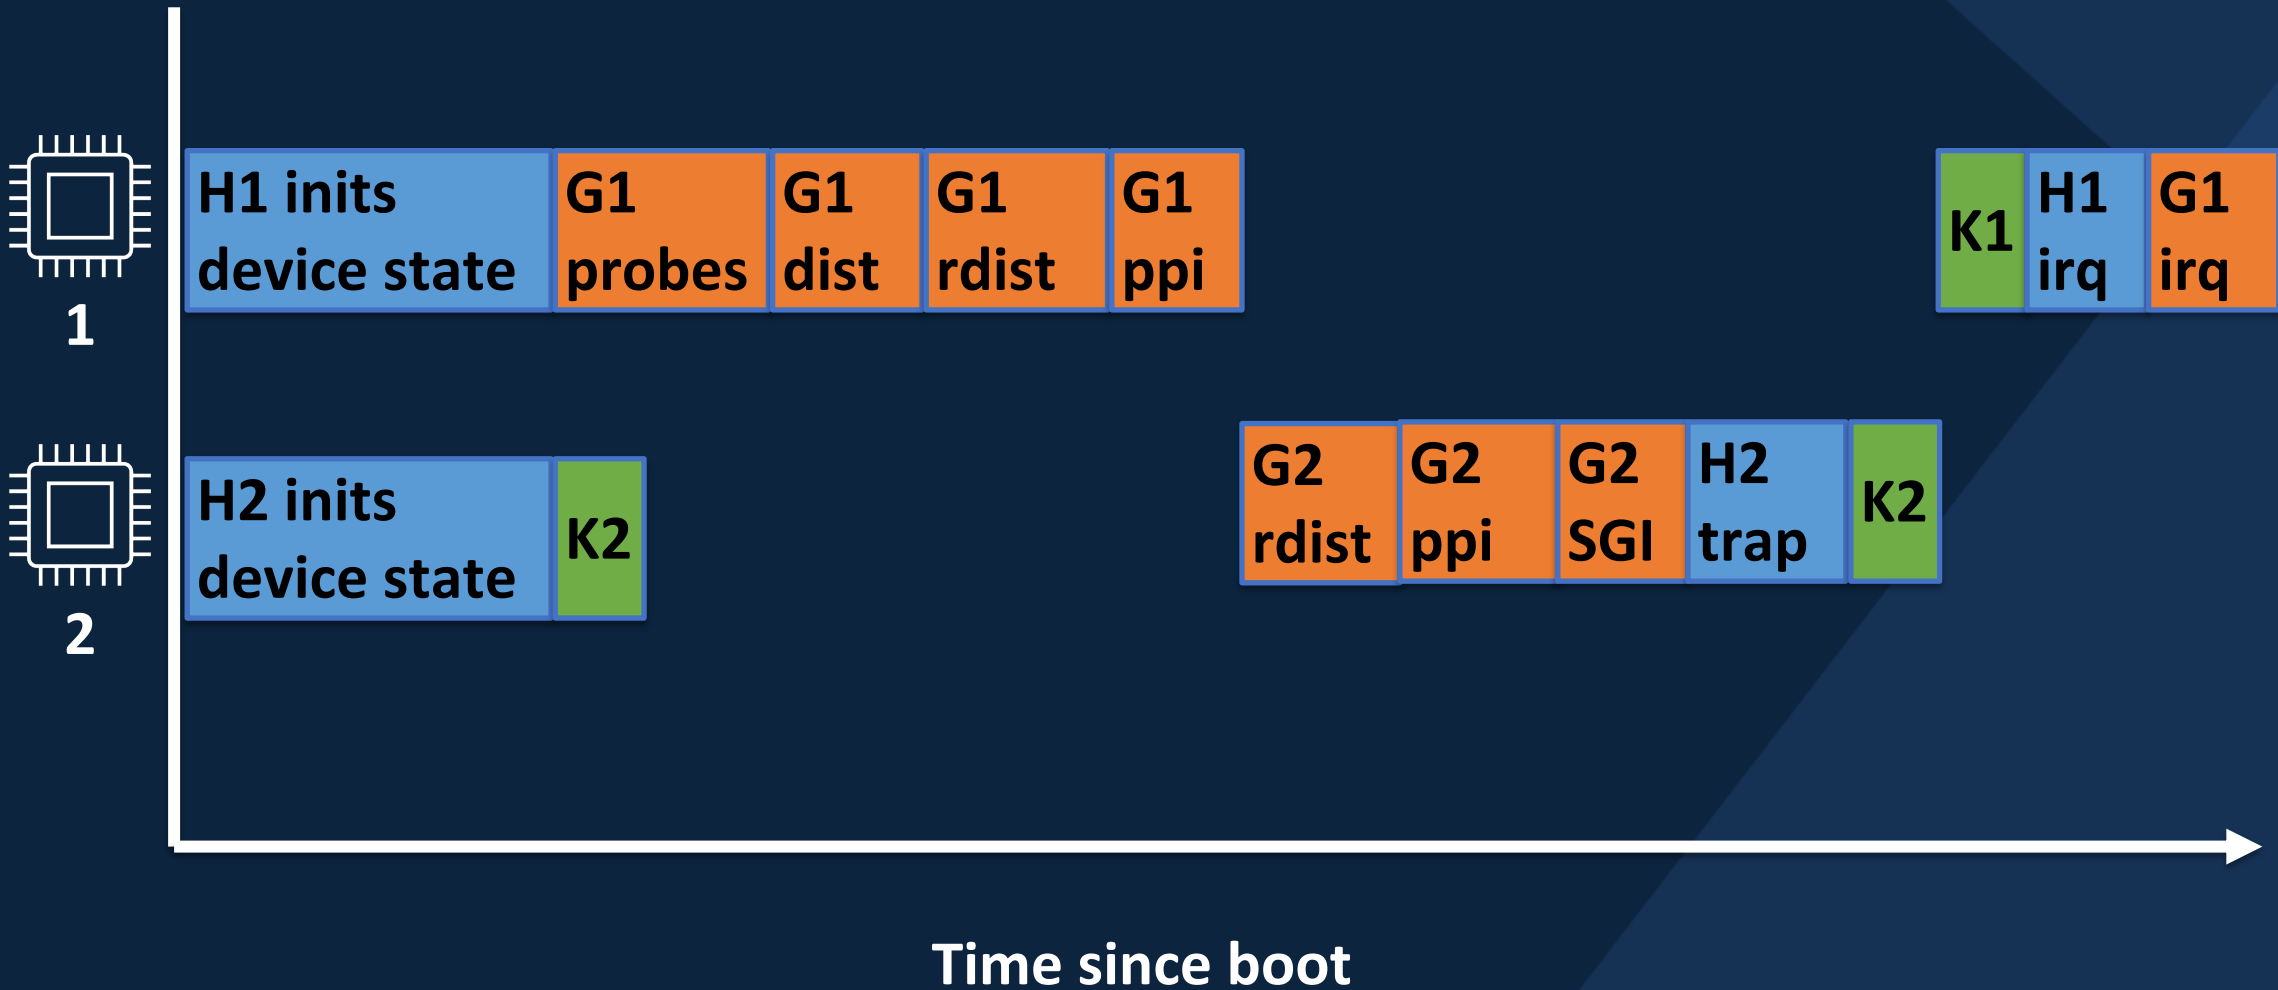 H1 inits
device state
G1
probes
G1
dist
G1
rdist
G1
ppi
K1
H1
irq
G1
irq
1
H2 inits
device state
K2
G2
rdist
G2
ppi
G2
SGI
H2
trap
K2
2
Time since boot